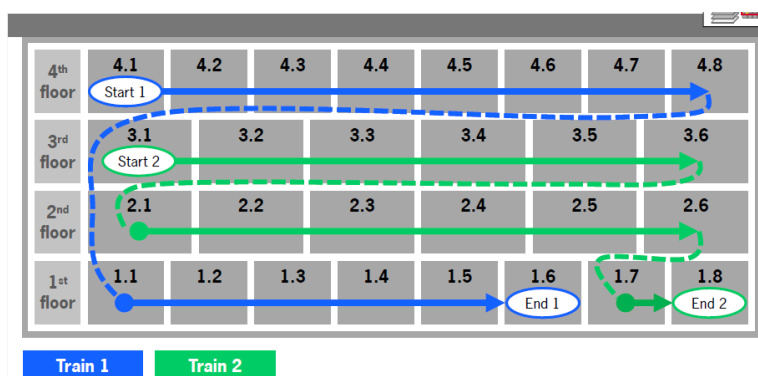 4th floor 4.1 4.2 4.3 4.4 4.5 4.6 4.7 4.8
Start 1
3rd floor 3.1 3.2 3.3 3.4 3.5 3.6
Start 2
2nd floor 2.1 2.2 2.3 2.4 2.5 2.6
1st floor 1.1 1.2 1.3 1.4 1.5 1.6 1.7 1.8
End 1 End 2
Train 1 Train 2